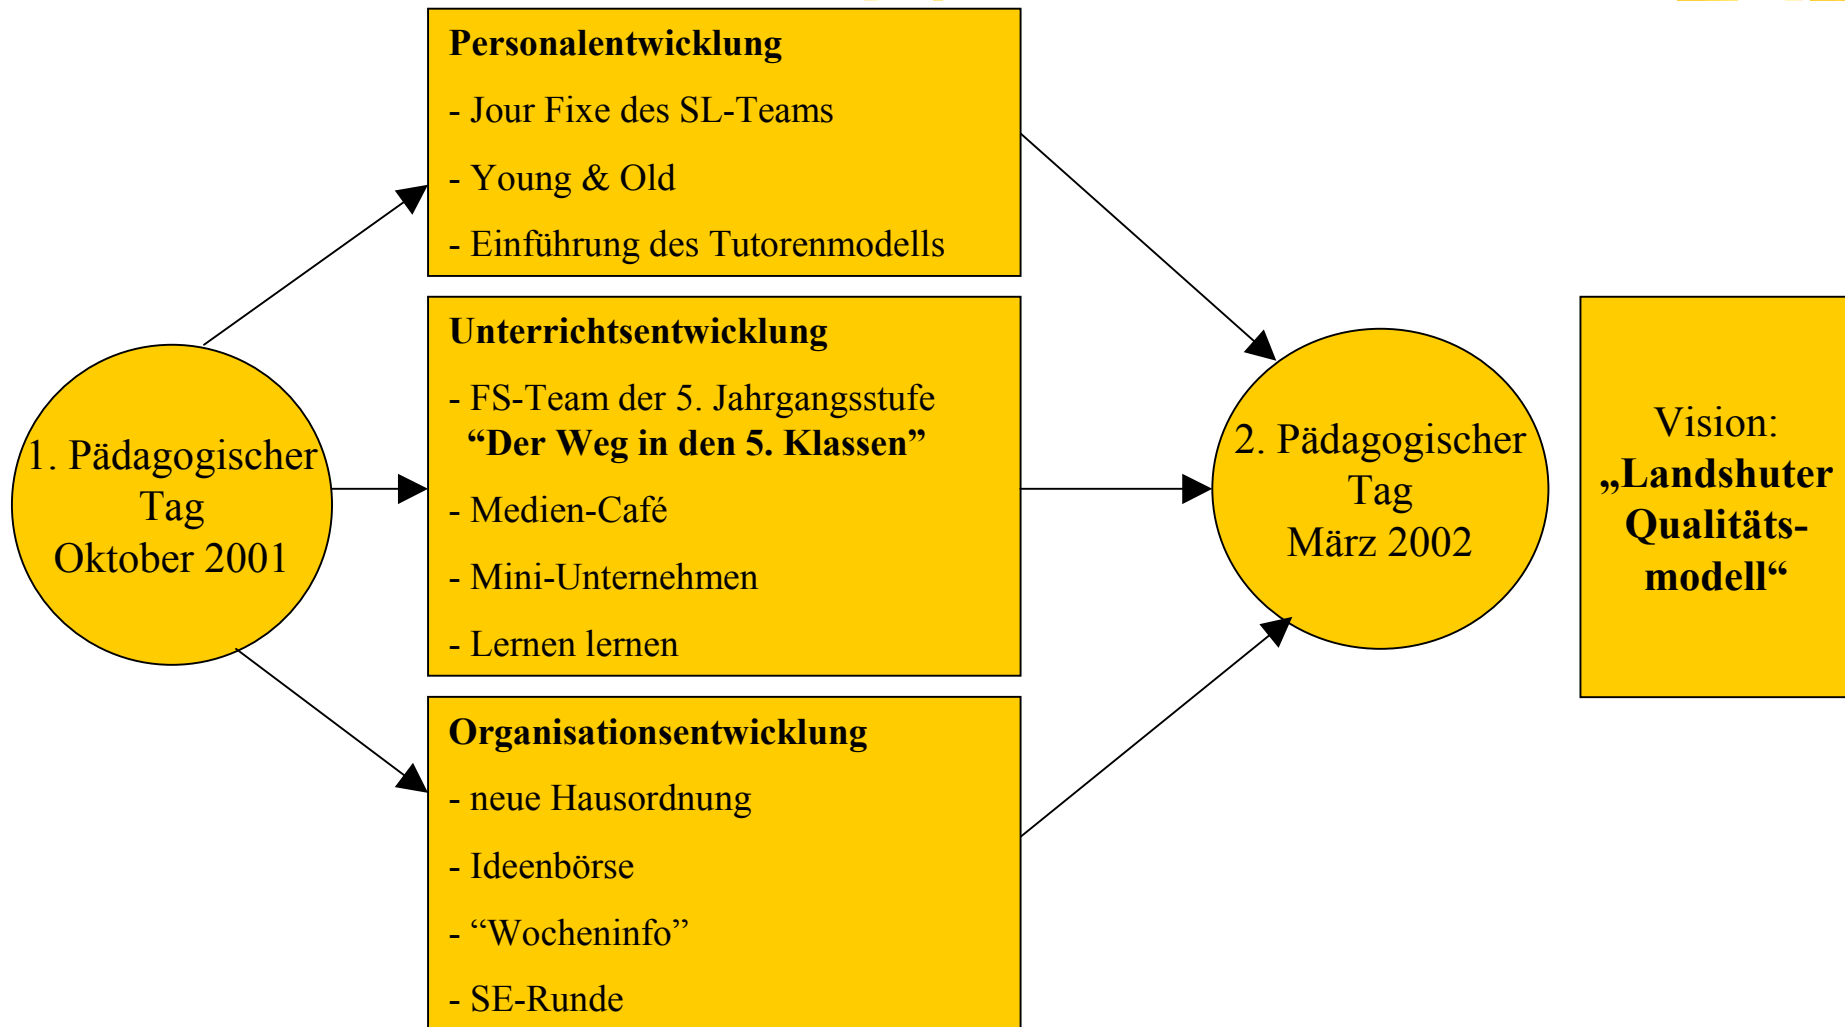 1. Pädagogischer
Tag
Oktober 2001
Personalentwicklung
- Jour Fixe des SL-Teams
- Young & Old
- Einführung des Tutorenmodells
Unterrichtsentwicklung
- FS-Team der 5. Jahrgangsstufe
“Der Weg in den 5. Klassen”
- Medien-Café
- Mini-Unternehmen
- Lernen lernen
Organisationsentwicklung
- neue Hausordnung
- Ideenbörse
- “Wocheninfo”
- SE-Runde
2. Pädagogischer
Tag
März 2002
Vision:
„Landshuter
Qualitäts-
modell“